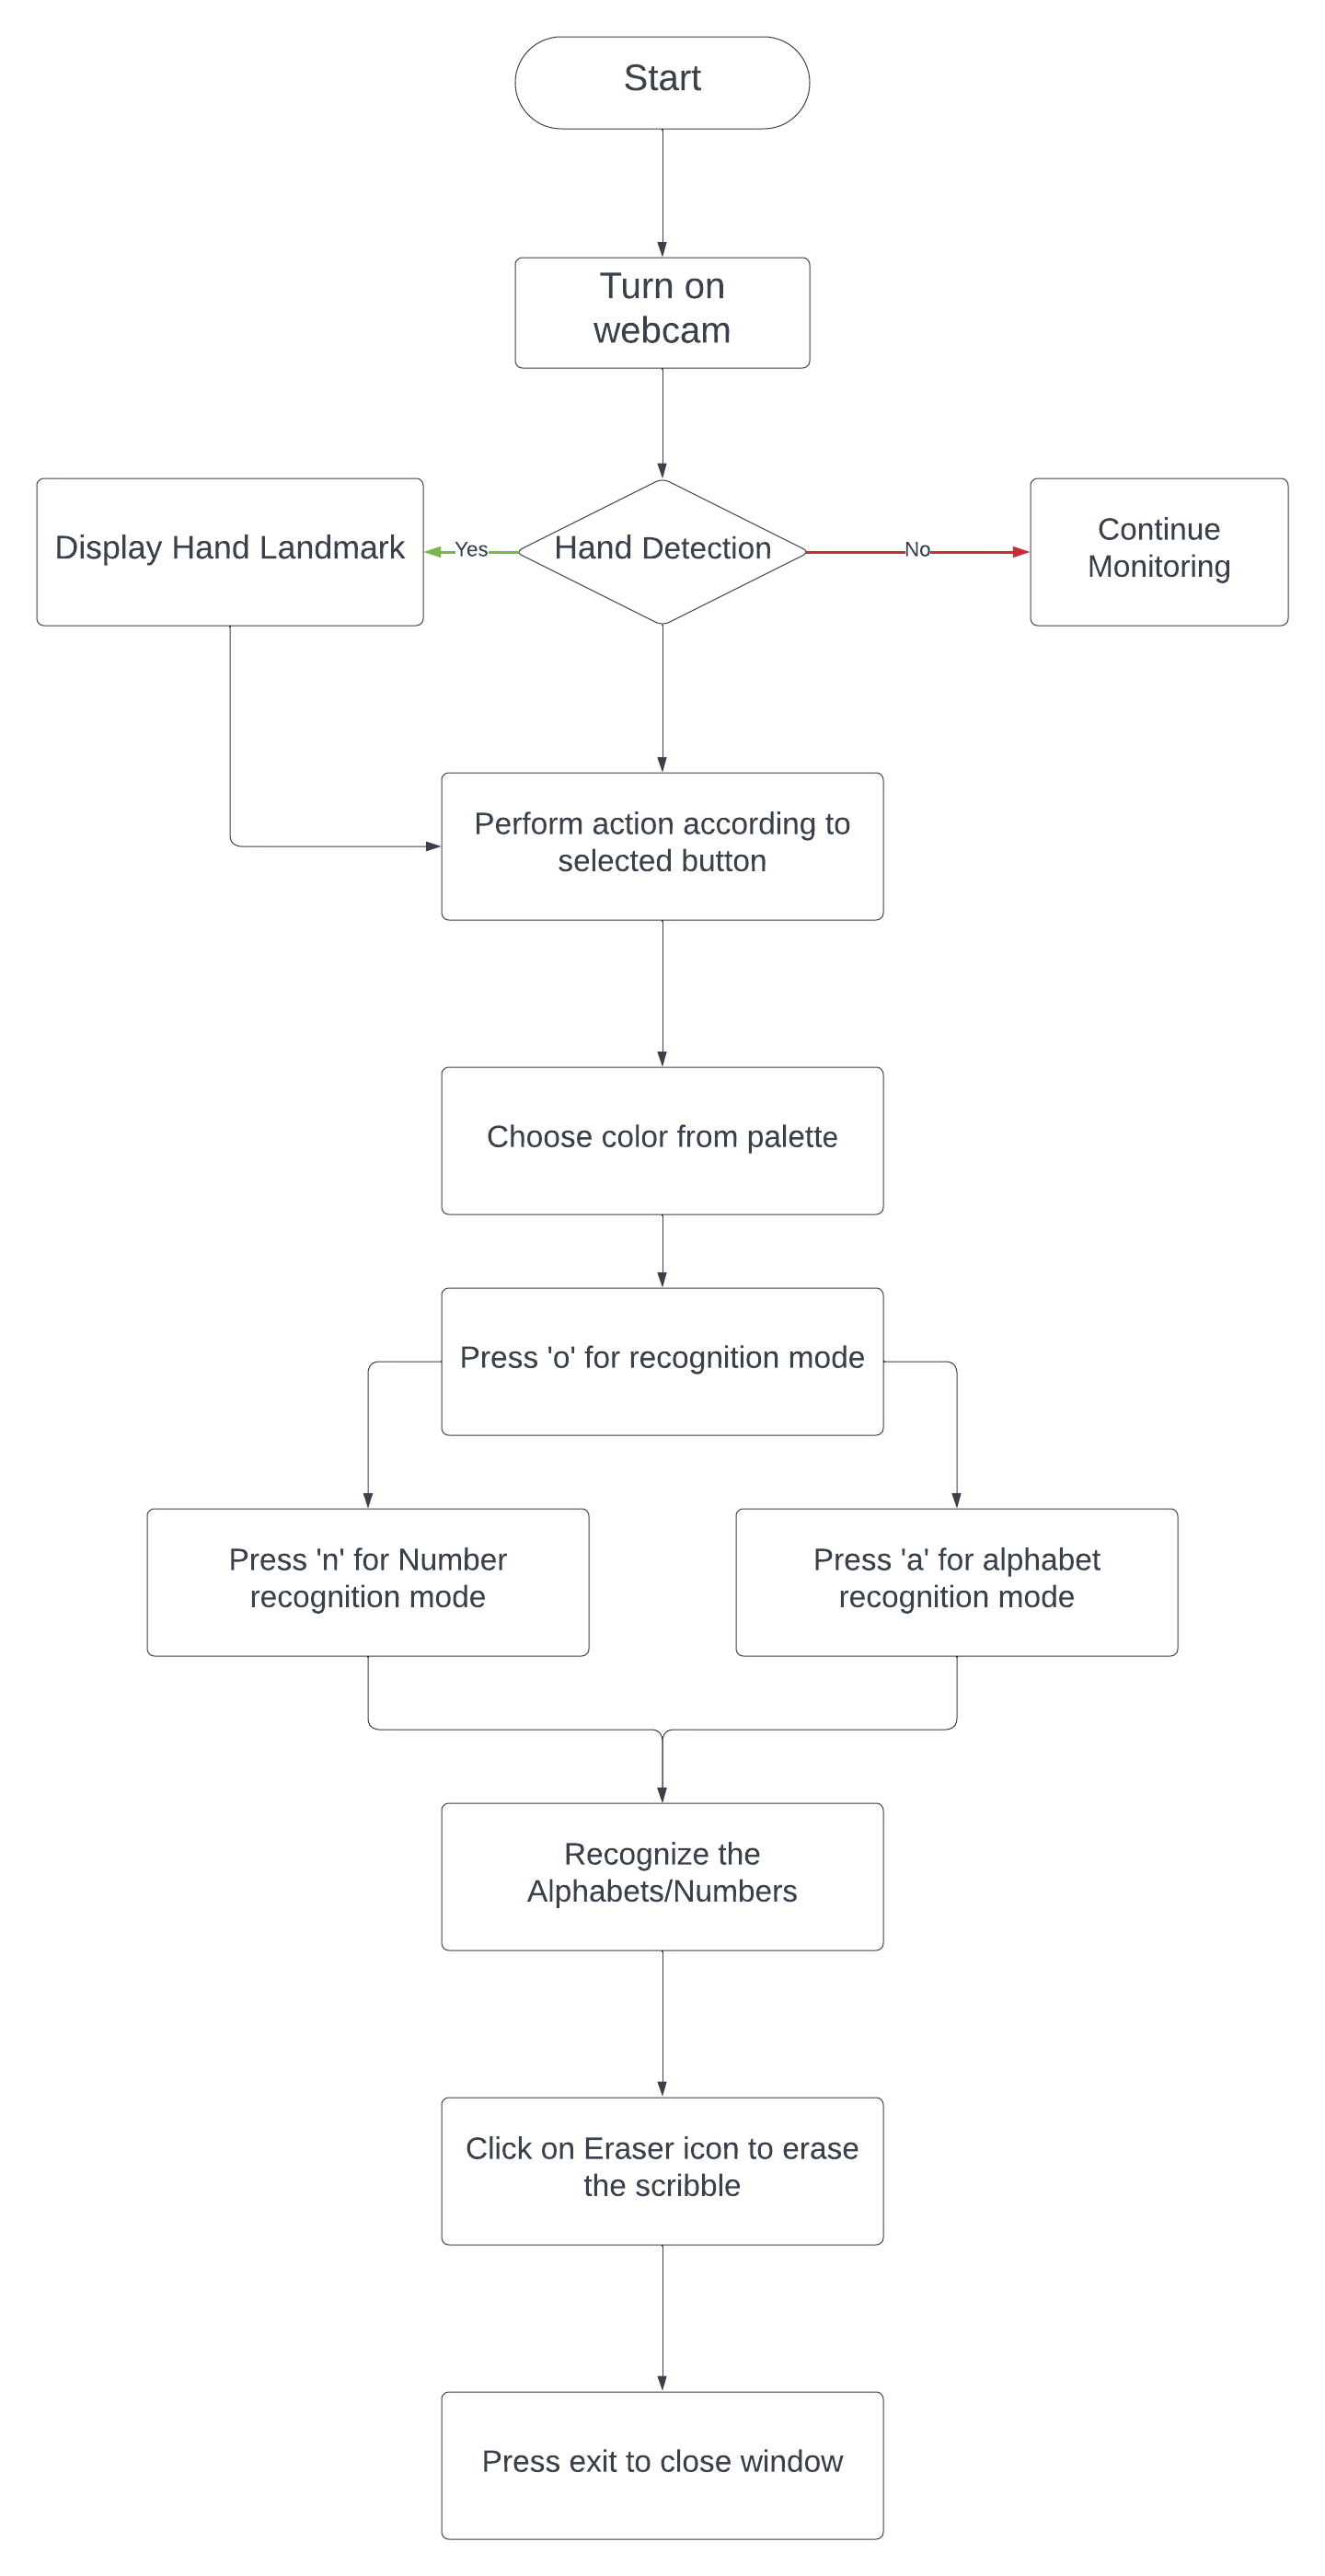 Start
Turn on
webcam
Display Hand Landmark
Yes
Hand Detection
No
Continue
Monitoring
Perform action according to
selected button
Choose color from palette
Press 'o' for recognition mode
Press 'n' for Number
recognition mode
Press 'a' for alphabet
recognition mode
Recognize the
Alphabets/Numbers
Click on Eraser icon to erase
the scribble
Press exit to close window